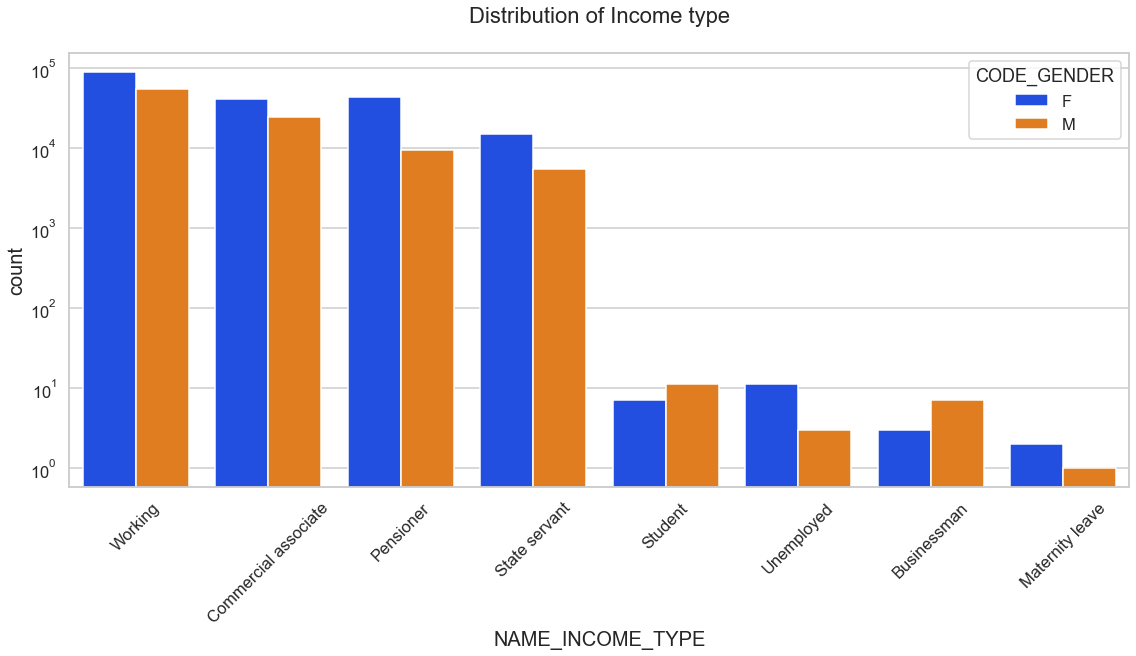 Distribution of Income type
CODE_GENDER
F
M
count
10^5
10^4
10^3
10^2
10^1
10^0
Working
Commercial associate
Pensioner
State servant
Student
Unemployed
Businessman
Maternity leave
NAME_INCOME_TYPE